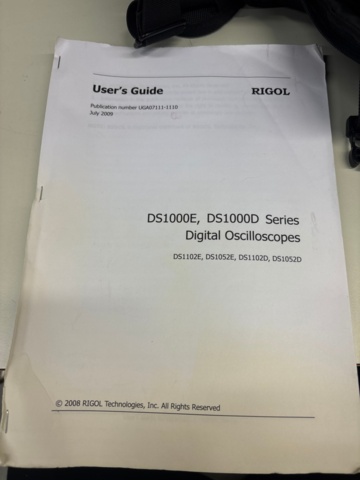 User's Guide
RIGOL
Publication number UGA07111-1110
July 2009
DS1000E, DS1000D Series
Digital Oscilloscopes
DS1102E, DS1052E, DS1102D, DS1052D
© 2008 RIGOL Technologies, Inc. All Rights Reserved